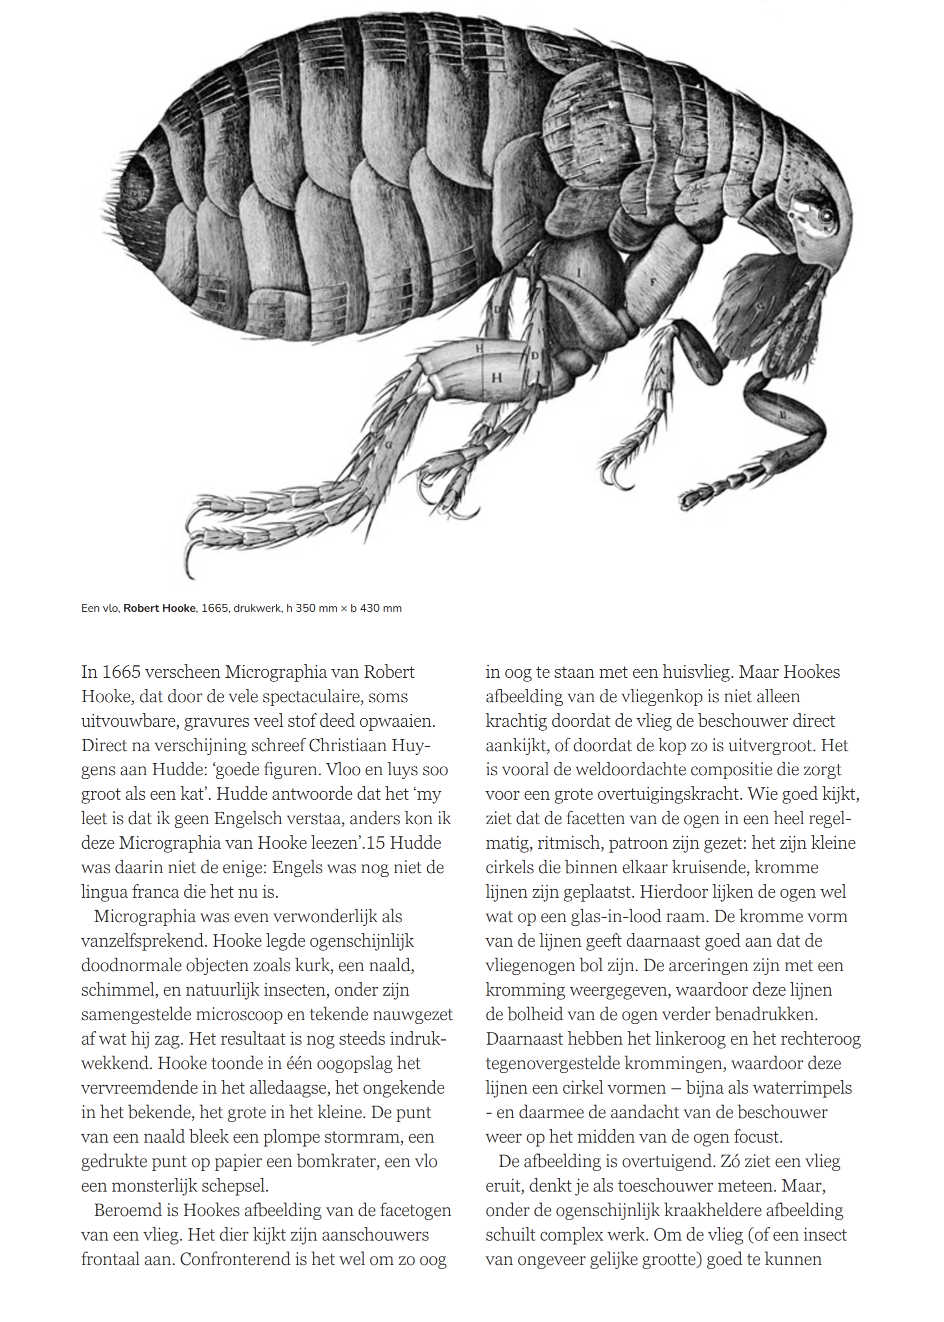 I
F
D
H
D
H
G
B
A
Een vlo, Robert Hooke, 1665, drukwerk, h 350 mm × b 430 mm
In 1665 verscheen Micrographia van Robert
Hooke, dat door de vele spectaculaire, soms
uitvouwbare, gravures veel stof deed opwaaien.
Direct na verschijning schreef Christiaan Huy-
gens aan Hudde: ‘goede figuren. Vloo en luys soo
groot als een kat’. Hudde antwoorde dat het ‘my
leet is dat ik geen Engelsch verstaa, anders kon ik
deze Micrographia van Hooke leezen’.15 Hudde
was daarin niet de enige: Engels was nog niet de
lingua franca die het nu is.
Micrographia was even verwonderlijk als
vanzelfsprekend. Hooke legde ogenschijnlijk
doodnormale objecten zoals kurk, een naald,
schimmel, en natuurlijk insecten, onder zijn
samengestelde microscoop en tekende nauwgezet
af wat hij zag. Het resultaat is nog steeds indruk-
wekkend. Hooke toonde in één oogopslag het
vervreemdende in het alledaagse, het ongekende
in het bekende, het grote in het kleine. De punt
van een naald bleek een plompe stormram, een
gedrukte punt op papier een bomkrater, een vlo
een monsterlijk schepsel.
Beroemd is Hookes afbeelding van de facetogen
van een vlieg. Het dier kijkt zijn aanschouwers
frontaal aan. Confronterend is het wel om zo oog
in oog te staan met een huisvlieg. Maar Hookes
afbeelding van de vliegenkop is niet alleen
krachtig doordat de vlieg de beschouwer direct
aankijkt, of doordat de kop zo is uitvergroot. Het
is vooral de weldoordachte compositie die zorgt
voor een grote overtuigingskracht. Wie goed kijkt,
ziet dat de facetten van de ogen in een heel regel-
matig, ritmisch, patroon zijn gezet: het zijn kleine
cirkels die binnen elkaar kruisende, kromme
lijnen zijn geplaatst. Hierdoor lijken de ogen wel
wat op een glas-in-lood raam. De kromme vorm
van de lijnen geeft daarnaast goed aan dat de
vliegenogen bol zijn. De arceringen zijn met een
kromming weergegeven, waardoor deze lijnen
de bolheid van de ogen verder benadrukken.
Daarnaast hebben het linkeroog en het rechteroog
tegenovergestelde krommingen, waardoor deze
lijnen een cirkel vormen – bijna als waterrimpels
- en daarmee de aandacht van de beschouwer
weer op het midden van de ogen focust.
De afbeelding is overtuigend. Zó ziet een vlieg
eruit, denkt je als toeschouwer meteen. Maar,
onder de ogenschijnlijk kraakheldere afbeelding
schuilt complex werk. Om de vlieg (of een insect
van ongeveer gelijke grootte) goed te kunnen